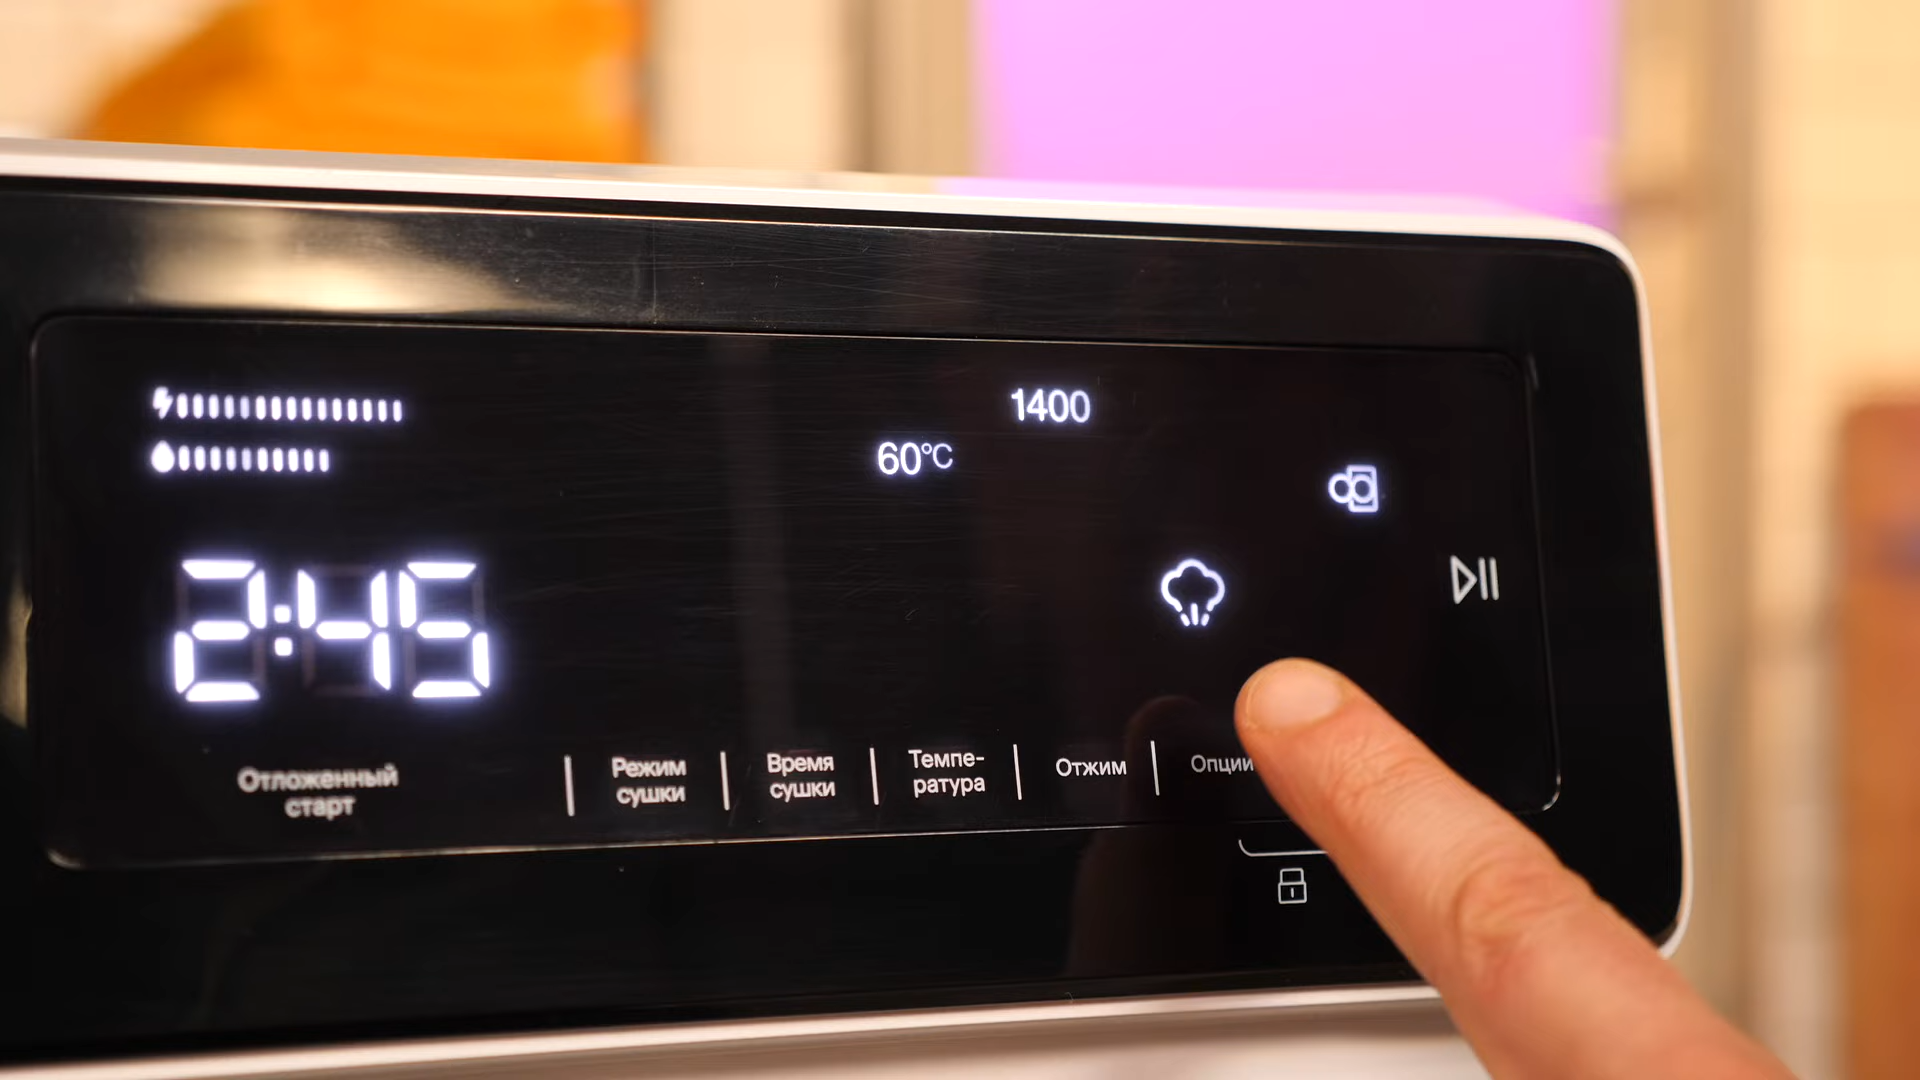 1400
60°C
2:45
Отложенный
старт
Режим
сушки
Время
сушки
Темпе-
ратура
Отжим
Опции